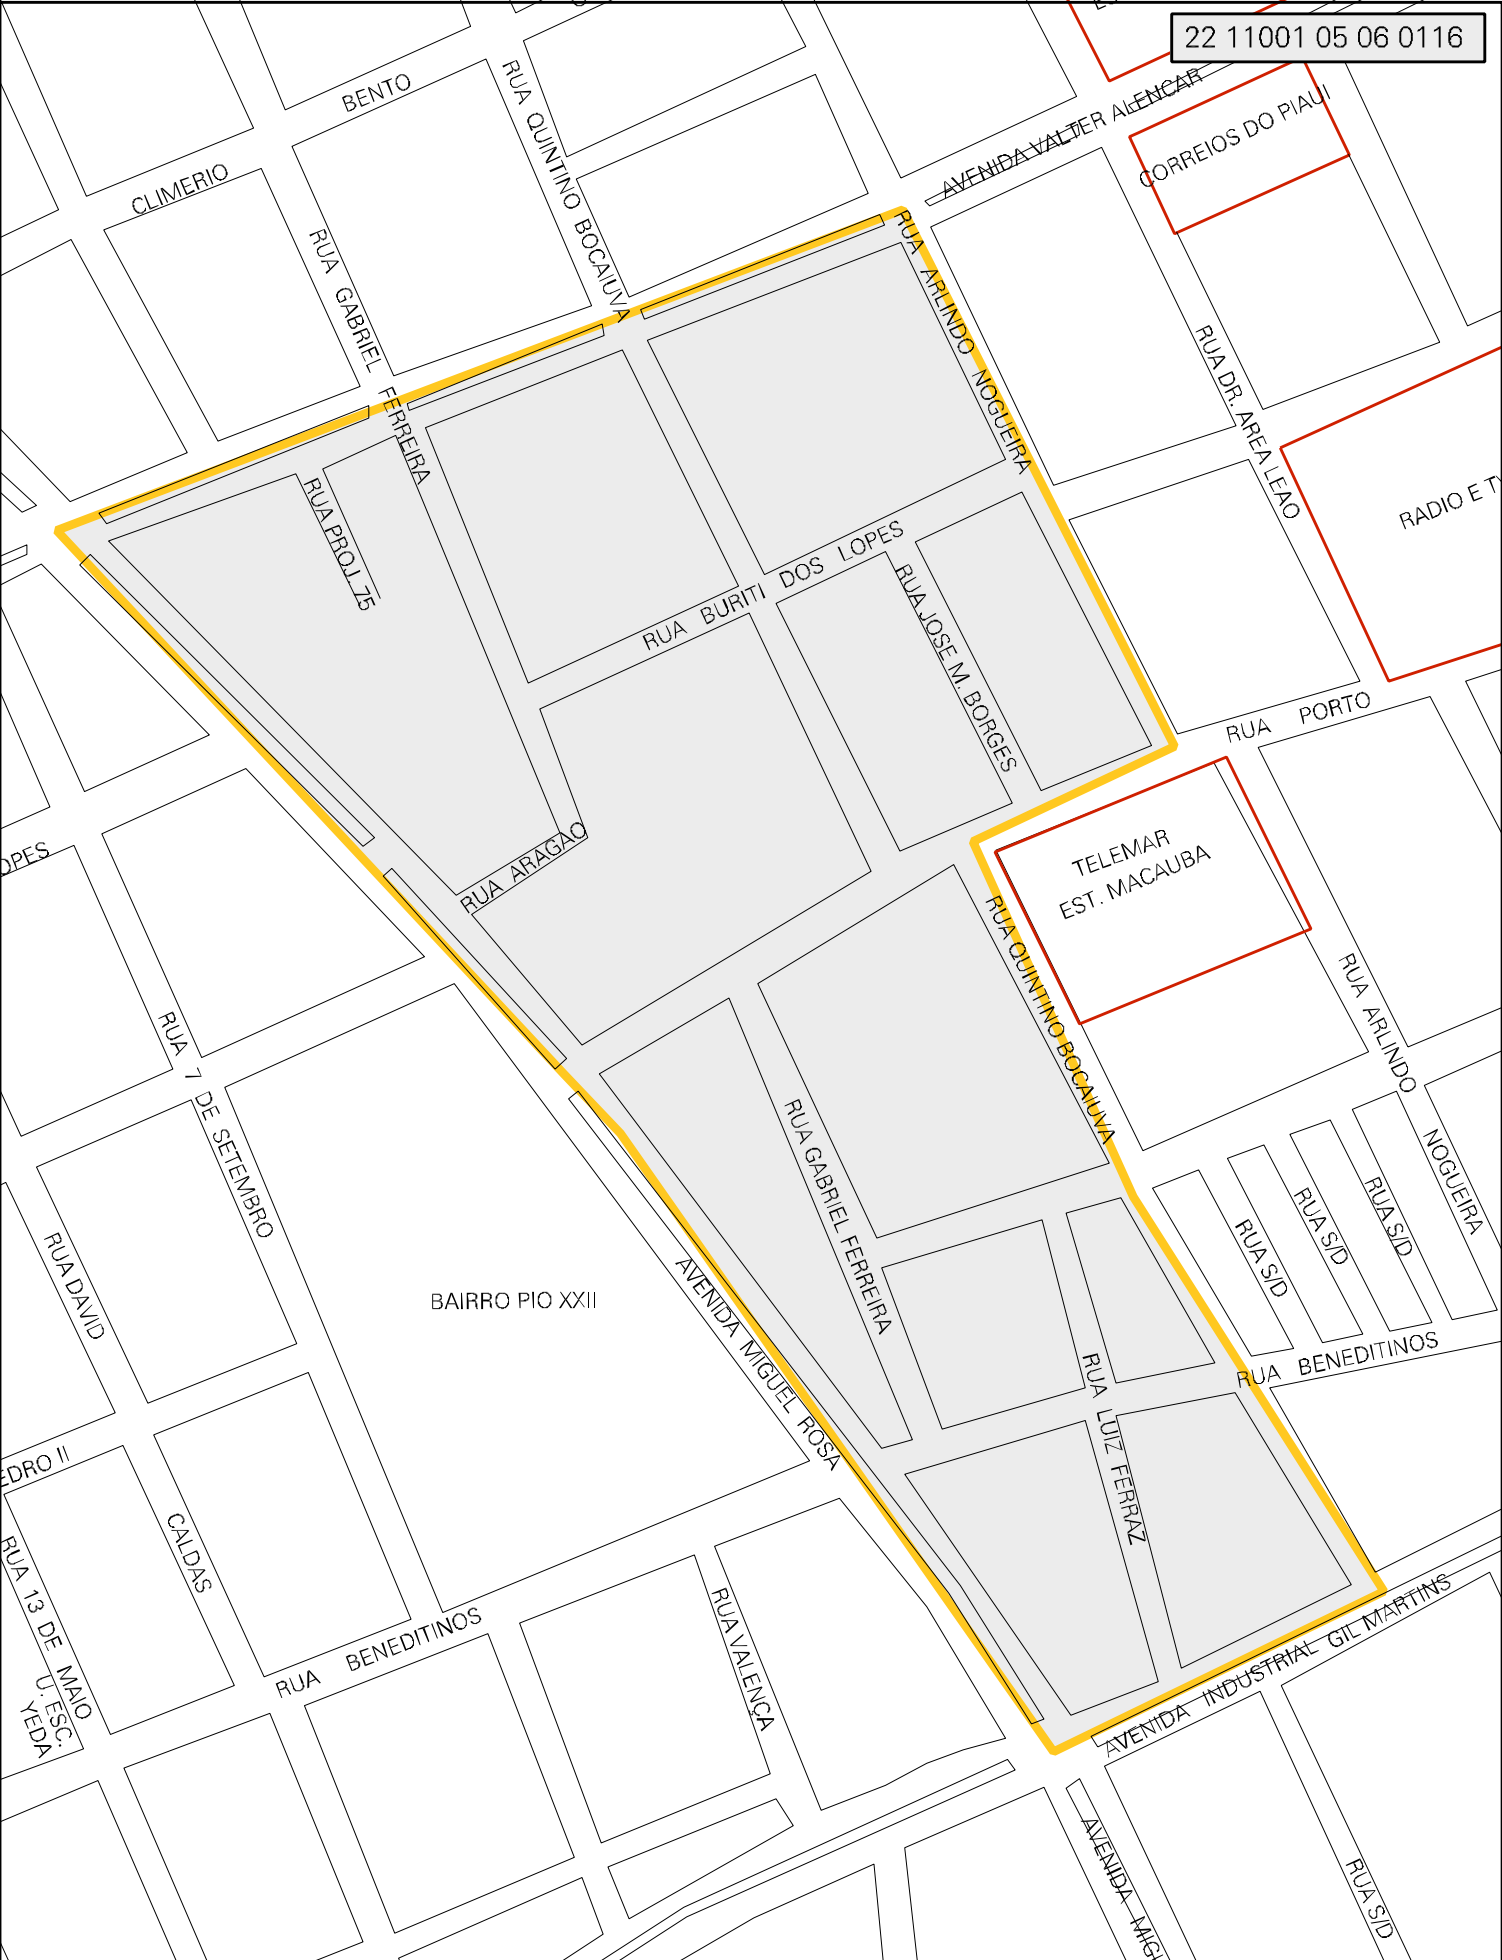 22 11001 05 06 0116
BENTO
CLIMERIO
RUA QUINTINO BOCAIUVA
AVENIDA VALTER ALENCAR
CORREIOS DO PIAUI
RUA GABRIEL FERREIRA
RUA ARLINDO NOGUEIRA
RUA DR. AREA LEAO
RADIO E TV
RUA PROJ. 75
RUA BURITI DOS LOPES
RUA JOSE M. BORGES
RUA PORTO
TELEMAR
EST. MACAUBA
OPES
RUA ARAGAO
RUA QUINTINO BOCAIUVA
RUA ARLINDO NOGUEIRA
RUA 7 DE SETEMBRO
RUA GABRIEL FERREIRA
RUA S/D
RUA S/D
RUA S/D
RUA DAVID CALDAS
BAIRRO PIO XXII
AVENIDA MIGUEL ROSA
RUA BENEDITINOS
RUA LUIZ FERRAZ
EDRO II
RUA 13 DE MAIO
U. ESC.
YEDA
RUA BENEDITINOS
RUA VALENÇA
AVENIDA INDUSTRIAL GIL MARTINS
AVENIDA MIG
RUA S/D